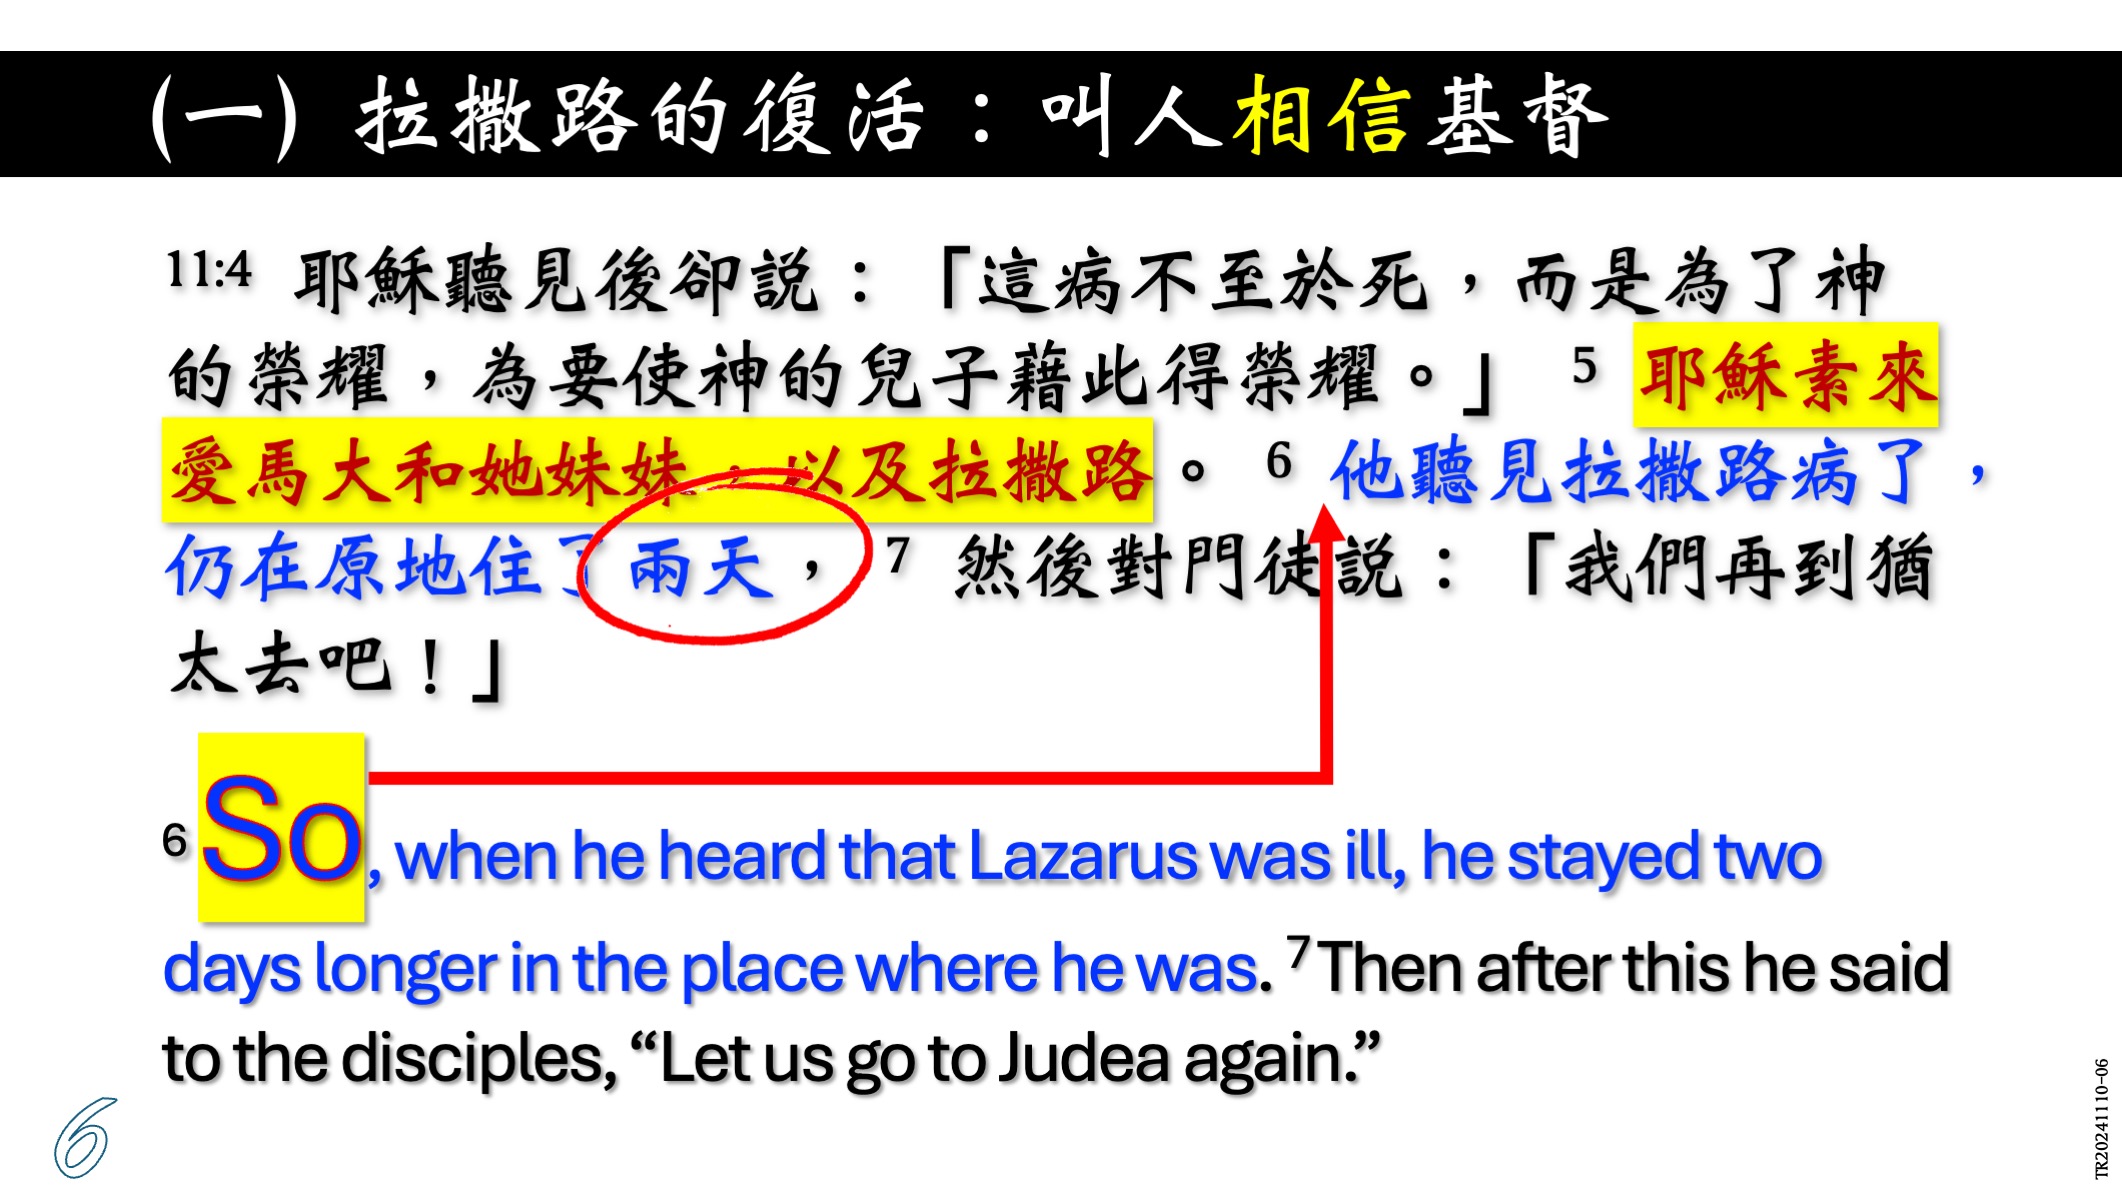 (一) 拉撒路的復活：叫人相信基督
11:4 耶穌聽見後卻説：「這病不至於死，而是為了神
的榮耀，為要使神的兒子藉此得榮耀。」 5 耶穌素來
愛馬大和她妹妹，以及拉撒路。 6 他聽見拉撒路病了，
仍在原地住了兩天， 7 然後對門徒説：「我們再到猶
太去吧！」
6 So, when he heard that Lazarus was ill, he stayed two
days longer in the place where he was. 7 Then after this he said
to the disciples, “Let us go to Judea again.”
6
TR20241110-06